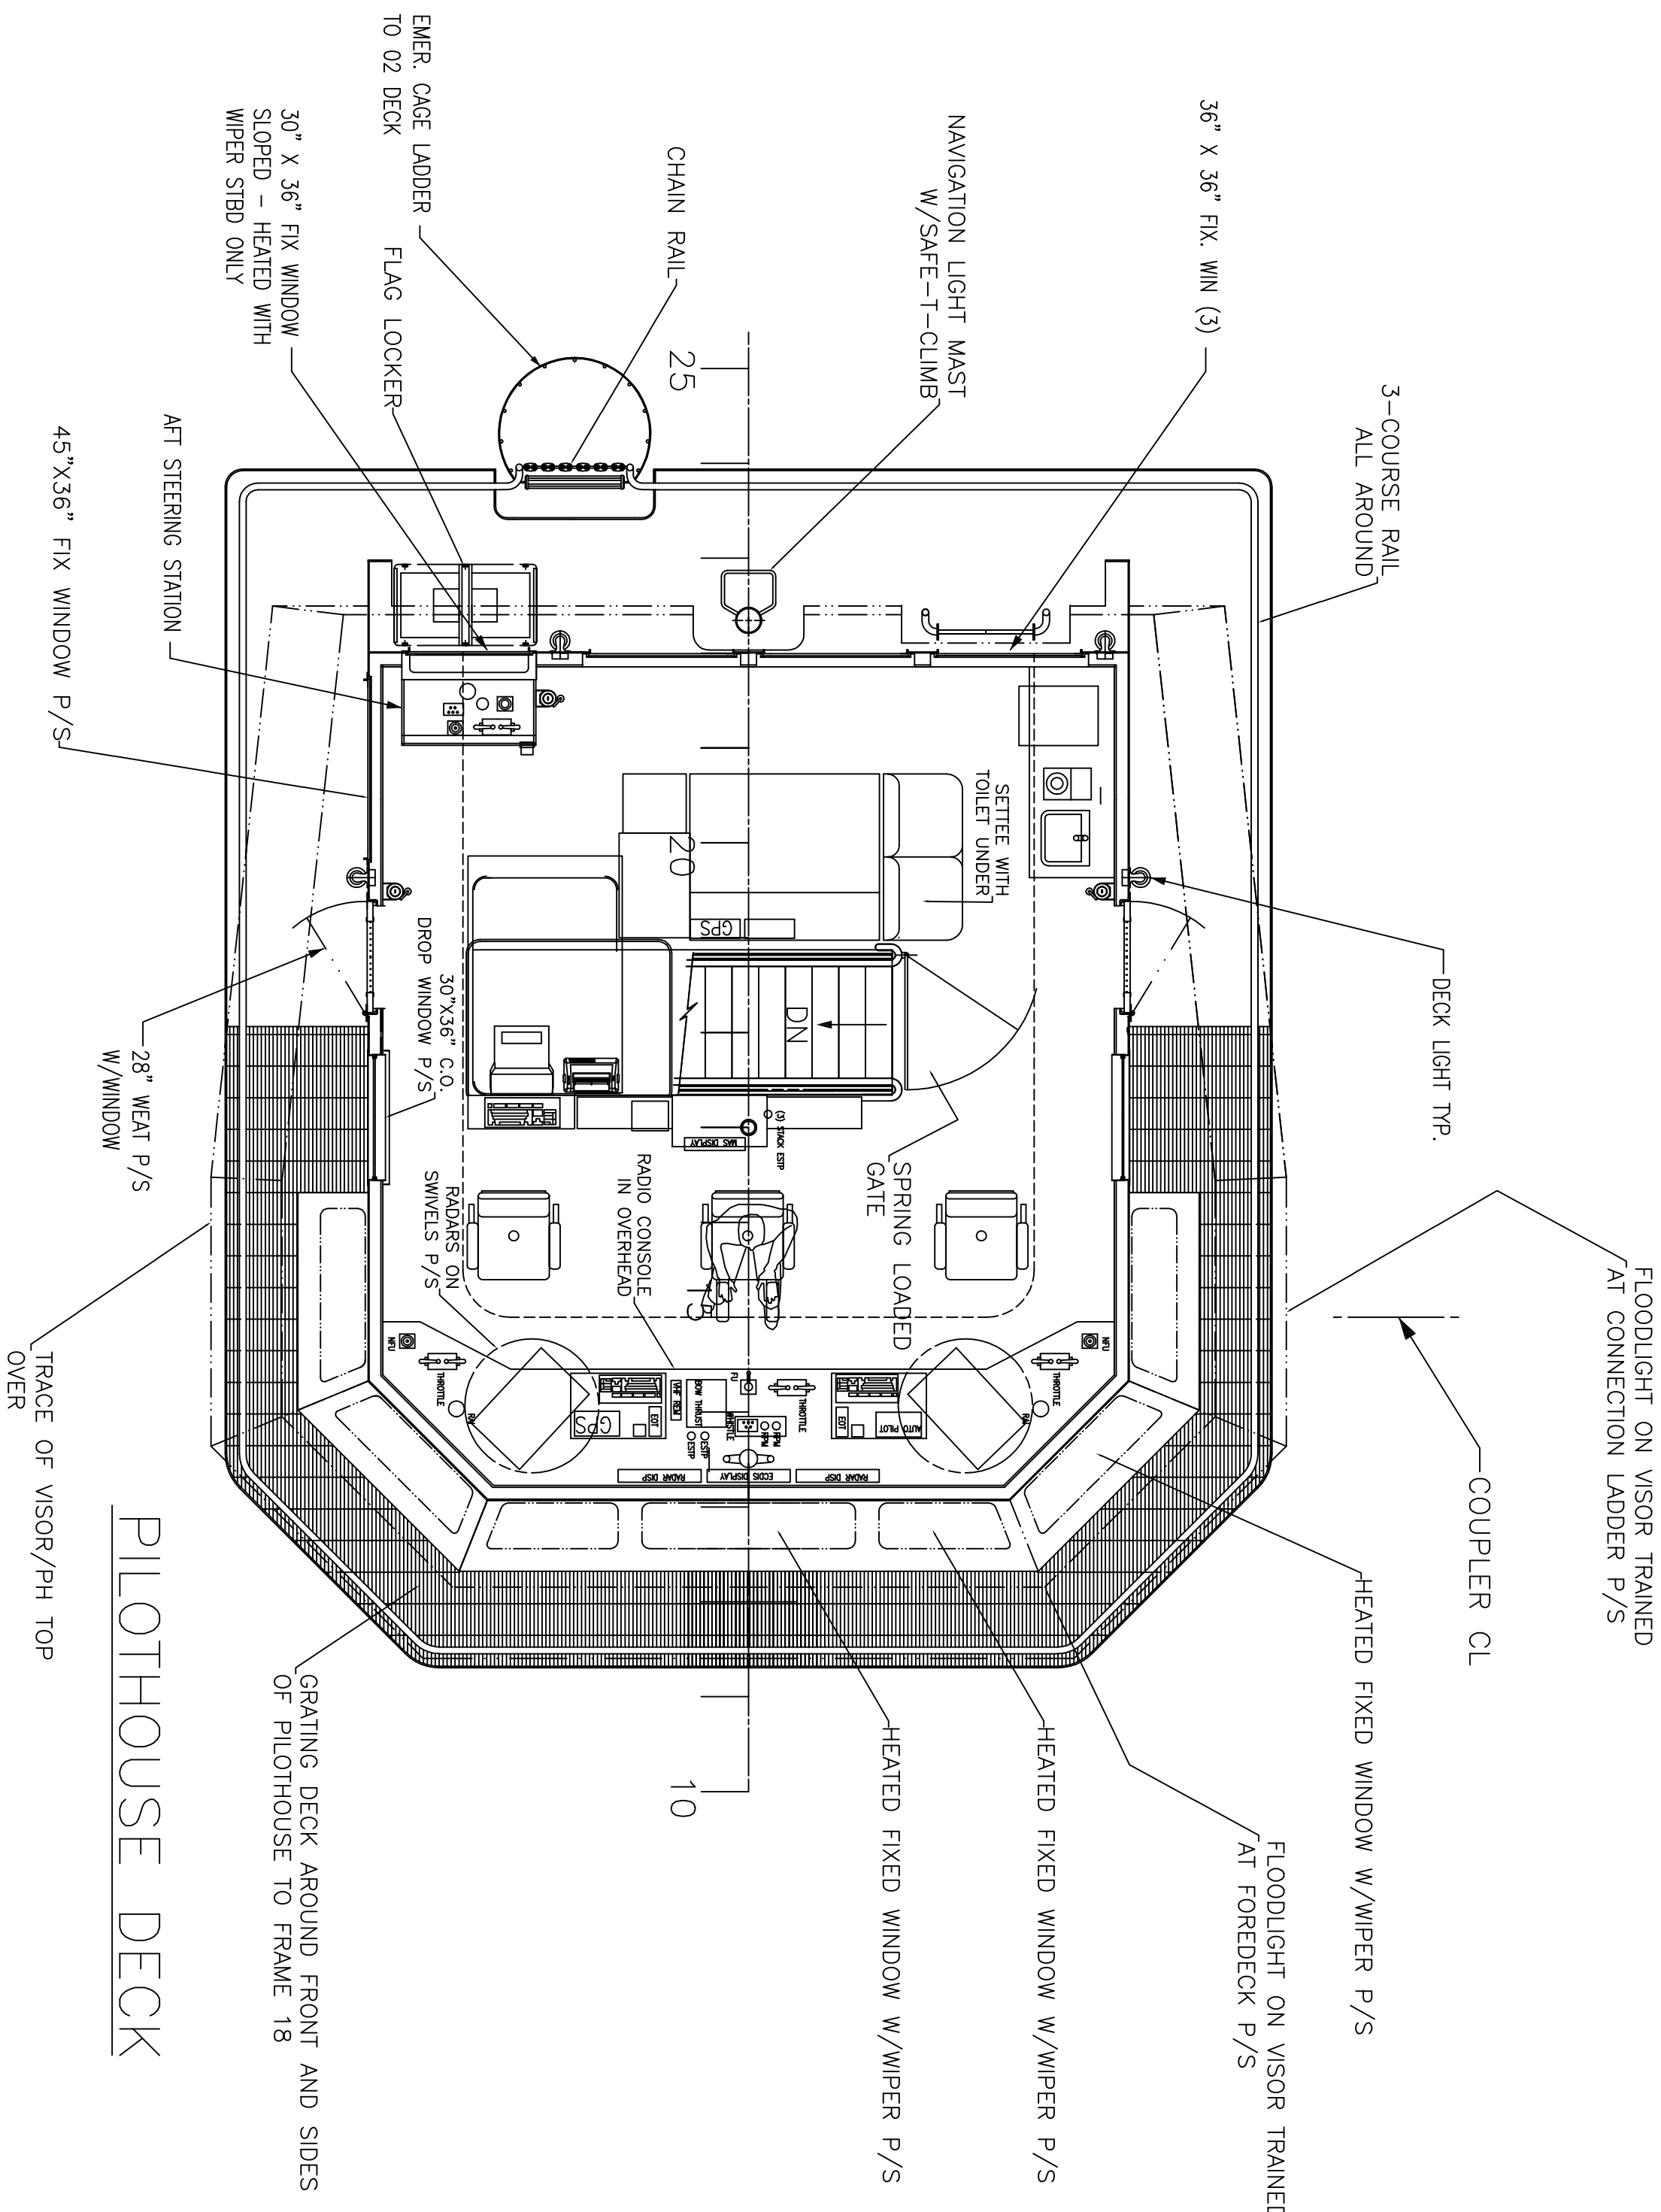 FLOODLIGHT ON VISOR TRAINED
AT CONNECTION LADDER P/S
COUPLER CL
HEATED FIXED WINDOW W/WIPER P/S
FLOODLIGHT ON VISOR TRAINED
AT FOREDECK P/S
HEATED FIXED WINDOW W/WIPER P/S
HEATED FIXED WINDOW W/WIPER P/S
DECK LIGHT TYP.
3-COURSE RAIL
ALL AROUND
36" X 36" FIX. WIN (3)
NAVIGATION LIGHT MAST
W/SAFE-T-CLIMB
CHAIN RAIL
EMER. CAGE LADDER
TO 02 DECK
FLAG LOCKER
30" X 36" FIX WINDOW
SLOPED - HEATED WITH
WIPER STBD ONLY
AFT STEERING STATION
45"X36" FIX WINDOW P/S
25
20
10
SETTEE WITH
TOILET UNDER
GPS
DN
SPRING LOADED
GATE
(3) STACK ESTP
MAS DISPLAY
30"X36" C.O.
DROP WINDOW P/S
28" WEAT P/S
W/WINDOW
RADIO CONSOLE
IN OVERHEAD
RADARS ON
SWIVELS P/S
NFU
THROTTLE
RAI
AUTO PILOT
EOT
THROTTLE
FU
RPM
RPM
WHISTLE
BOW THRUST
VHF REM
ESTP
ESTP
EOT
GPS
NFU
THROTTLE
RAI
RADAR DISP
ECDIS DISPLAY
RADAR DISP
GRATING DECK AROUND FRONT AND SIDES
OF PILOTHOUSE TO FRAME 18
TRACE OF VISOR/PH TOP
OVER
PILOTHOUSE DECK